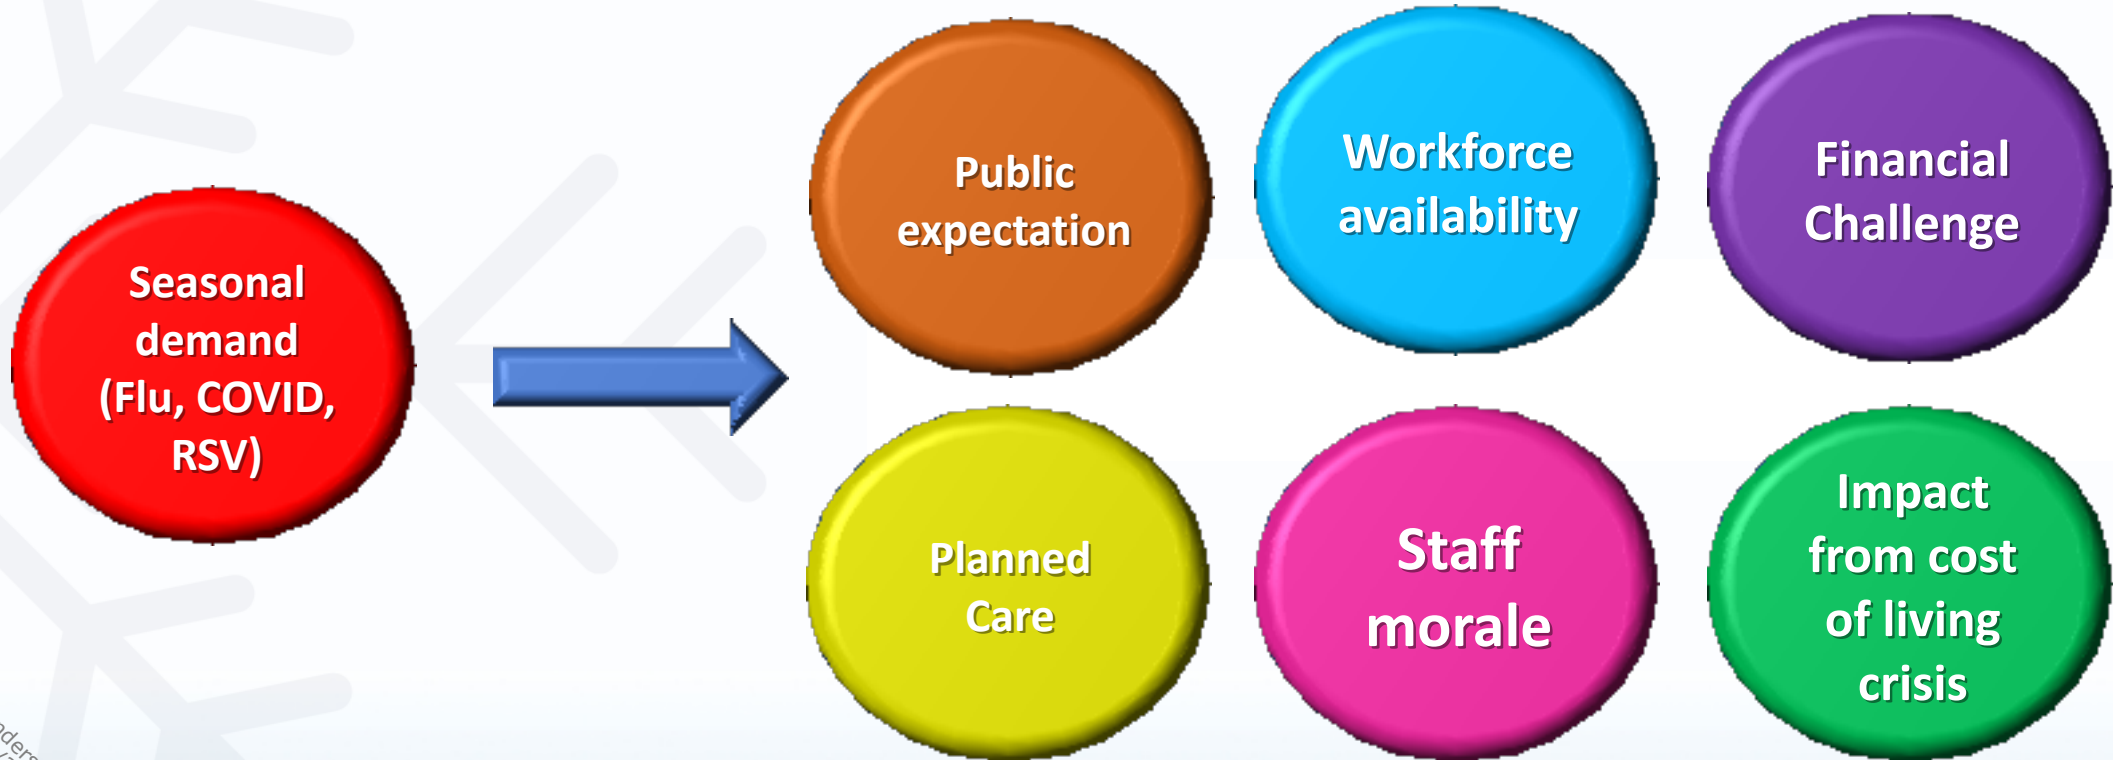 Seasonal
demand
(Flu, COVID,
RSV)
Public
expectation
Workforce
availability
Financial
Challenge
Planned
Care
Staff
morale
Impact
from cost
of living
crisis